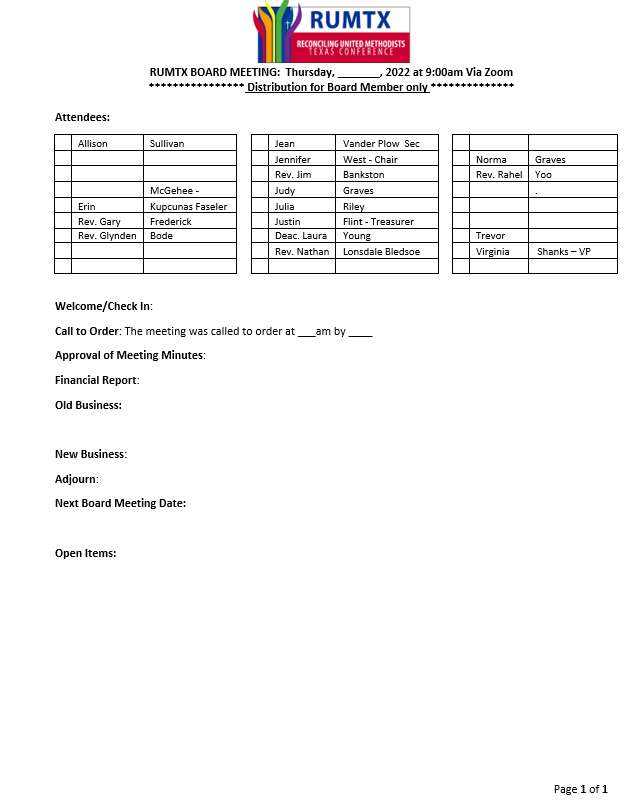 RUMTX
RECONCILING UNITED METHODISTS
TEXAS CONFERENCE
RUMTX BOARD MEETING: Thursday, _______, 2022 at 9:00am Via Zoom
**************** Distribution for Board Member only **************
Attendees:
Allison Sullivan
McGehee -
Erin Kupcunas Faseler
Rev. Gary Frederick
Rev. Glynden Bode
Jean Vander Plow Sec
Jennifer West - Chair
Rev. Jim Bankston
Judy Graves
Julia Riley
Justin Flint - Treasurer
Deac. Laura Young
Rev. Nathan Lonsdale Bledsoe
Norma Graves
Rev. Rahel Yoo
.
Trevor
Virginia Shanks – VP
Welcome/Check In:
Call to Order: The meeting was called to order at ___am by ____
Approval of Meeting Minutes:
Financial Report:
Old Business:
New Business:
Adjourn:
Next Board Meeting Date:
Open Items:
Page 1 of 1